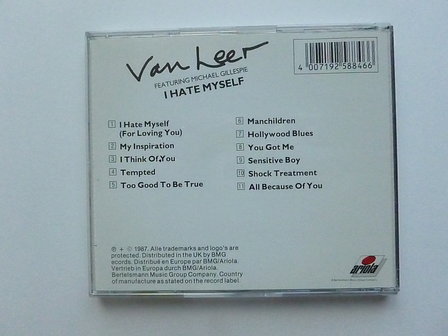 Van Leer
FEATURING MICHAEL GILLESPIE
I HATE MYSELF
4 007192 588466
1 I Hate Myself
(For Loving You)
2 My Inspiration
3 I Think Of You
4 Tempted
5 Too Good To Be True
6 Manchildren
7 Hollywood Blues
8 You Got Me
9 Sensitive Boy
10 Shock Treatment
11 All Because Of You
℗ + © 1987. Alle trademarks and logo's are
protected. Distributed in the UK by BMG
ecords. Distribué en Europe par BMG/Ariola.
Vertrieb in Europa durch BMG/Ariola.
Bertelsmann Music Group Company. Country
of manufacture as stated on the record label.
ariola